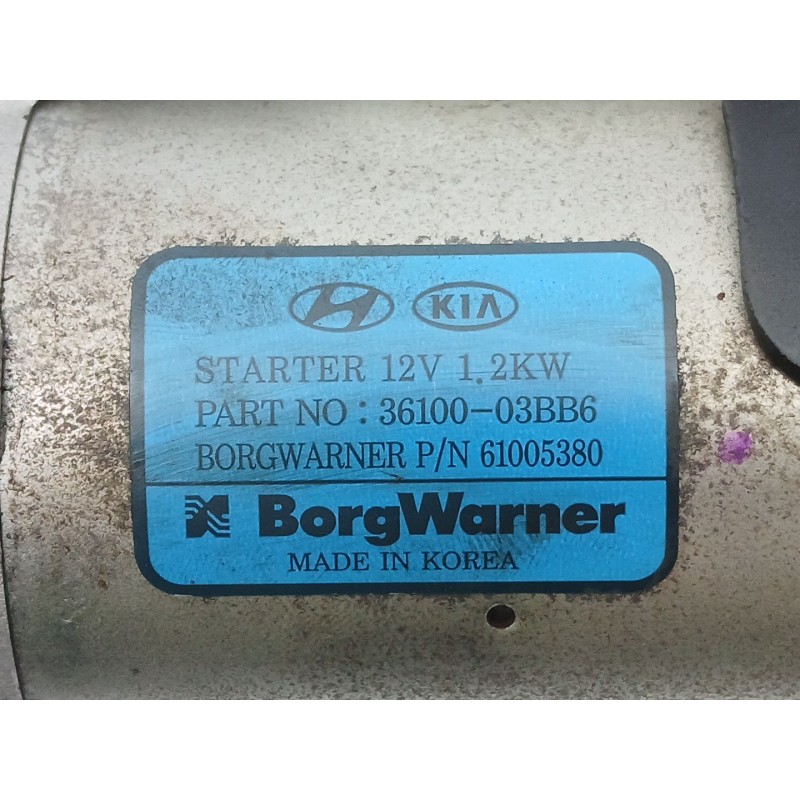 KIA
STARTER 12V 1.2KW
PART NO : 36100-03BB6
BORGWARNER P/N 61005380
BorgWarner
MADE IN KOREA